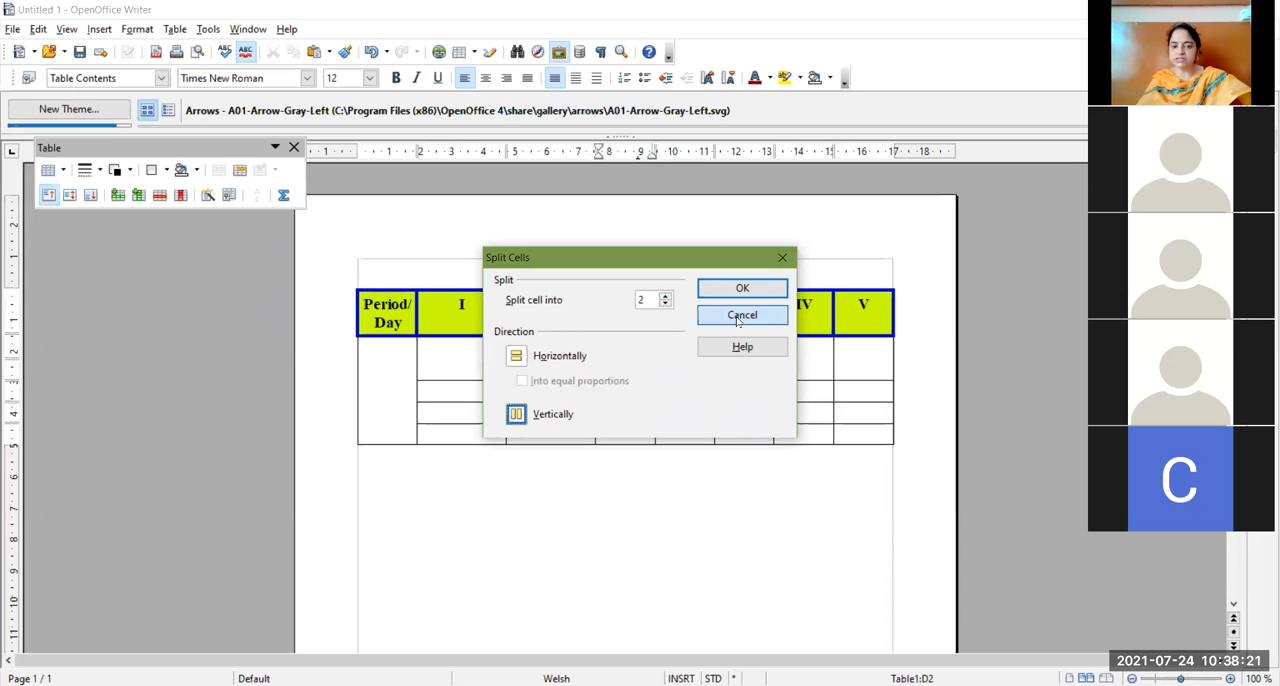 Untitled 1 - OpenOffice Writer
File Edit View Insert Format Table Tools Window Help
Table Contents Times New Roman 12 B I U
New Theme... Arrows - A01-Arrow-Gray-Left (C:\Program Files (x86)\OpenOffice 4\share\gallery\arrows\A01-Arrow-Gray-Left.svg)
Table
Split Cells
Split
Split cell into 2
OK
Cancel
Help
Direction
Horizontally
Into equal proportions
Vertically
Period/ I IV V
Day
C
2021-07-24 10:38:21
Page 1 / 1 Default Welsh INSRT STD * Table1:D2 100 %